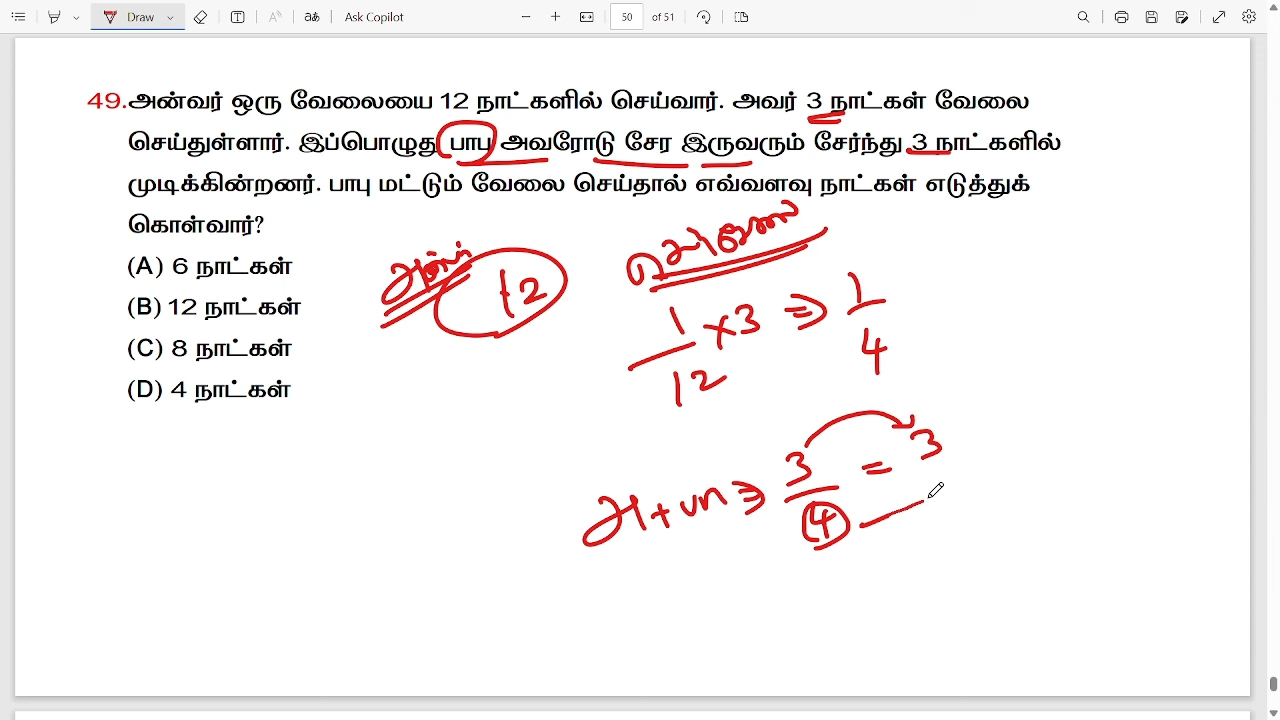 Draw
Ask Copilot
50 of 51
49.அன்வர் ஒரு வேலையை 12 நாட்களில் செய்வார். அவர் 3 நாட்கள் வேலை
செய்துள்ளார். இப்பொழுது பாபு அவரோடு சேர இருவரும் சேர்ந்து 3 நாட்களில்
முடிக்கின்றனர். பாபு மட்டும் வேலை செய்தால் எவ்வளவு நாட்கள் எடுத்துக்
கொள்வார்?
(A) 6 நாட்கள்
(B) 12 நாட்கள்
(C) 8 நாட்கள்
(D) 4 நாட்கள்
12
1/12 × 3 ⇒ 1/4
அ + பா ⇒ 3/4 = 3